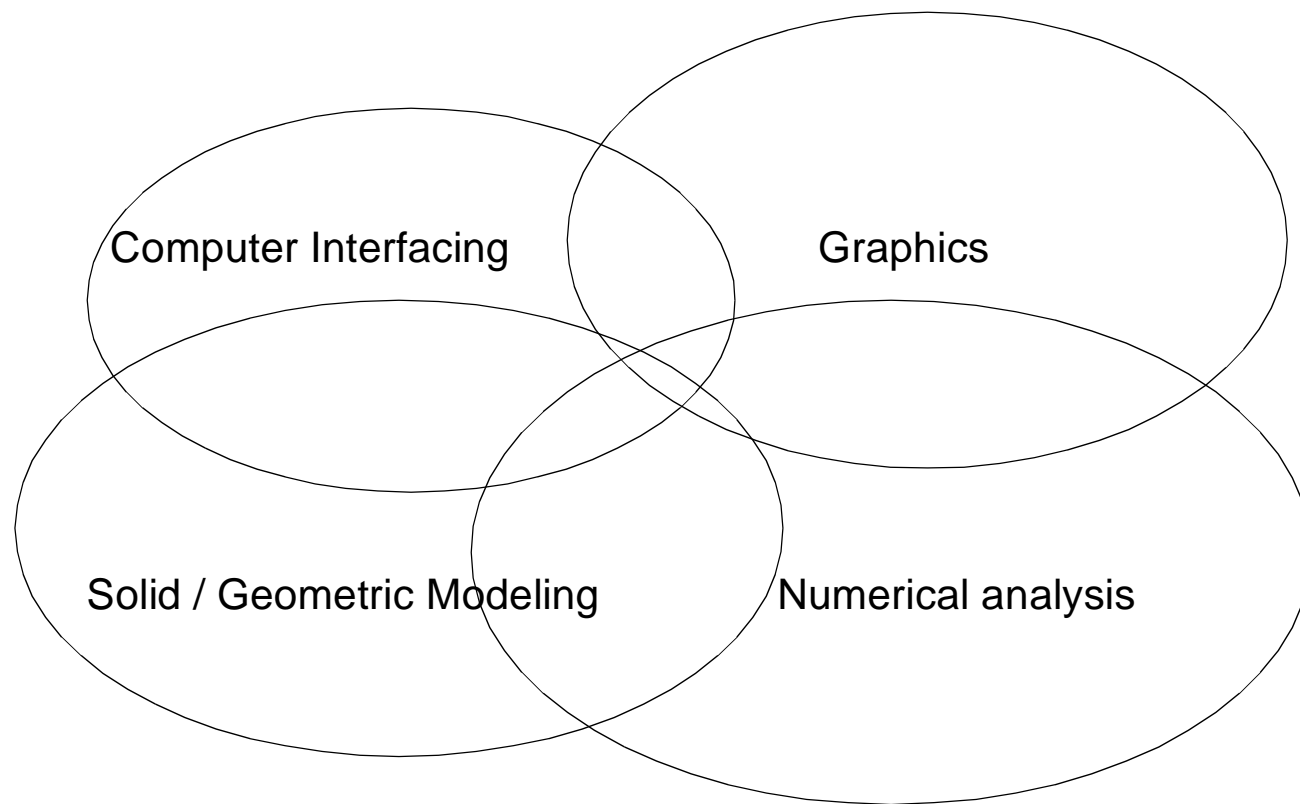 Computer Interfacing
Graphics
Solid / Geometric Modeling
Numerical analysis